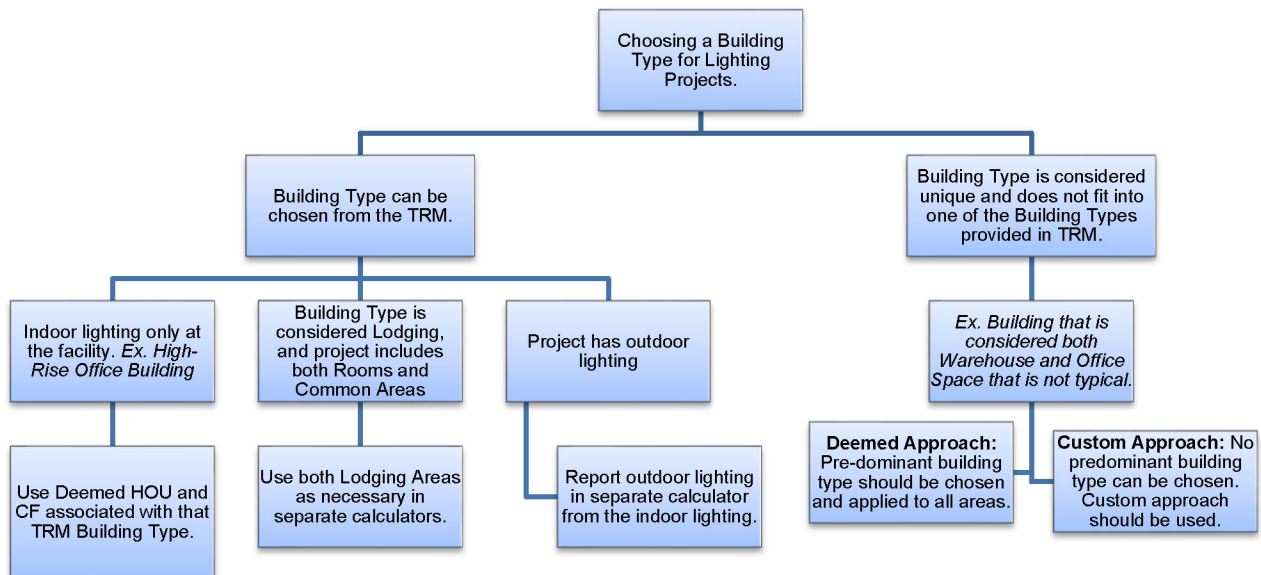 Choosing a Building
Type for Lighting
Projects.
Building Type can be
chosen from the TRM.
Building Type is considered
unique and does not fit into
one of the Building Types
provided in TRM.
Indoor lighting only at
the facility. Ex. High-
Rise Office Building
Building Type is
considered Lodging,
and project includes
both Rooms and
Common Areas
Project has outdoor
lighting
Ex. Building that is
considered both
Warehouse and Office
Space that is not typical.
Use Deemed HOU and
CF associated with that
TRM Building Type.
Use both Lodging Areas
as necessary in
separate calculators.
Report outdoor lighting
in separate calculator
from the indoor lighting.
Deemed Approach:
Pre-dominant building
type should be chosen
and applied to all areas.
Custom Approach: No
predominant building
type can be chosen.
Custom approach
should be used.